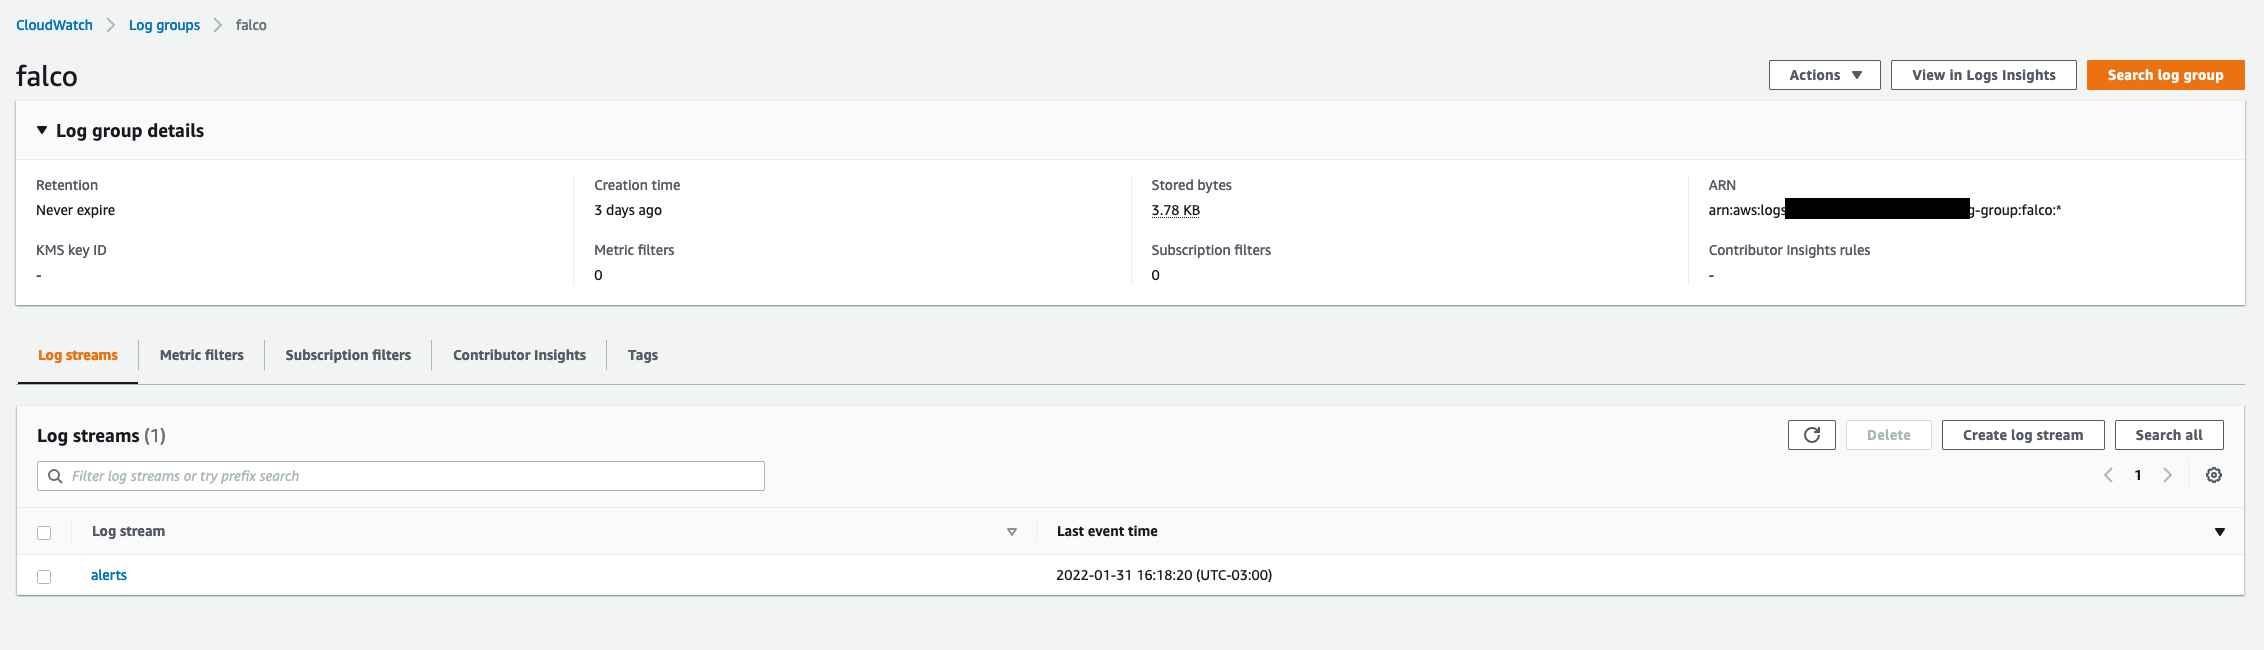 CloudWatch > Log groups > falco
falco
Actions ▼ View in Logs Insights Search log group
▼ Log group details
Retention Creation time Stored bytes ARN
Never expire 3 days ago 3.78 KB arn:aws:logs g-group:falco:*
KMS key ID Metric filters Subscription filters Contributor Insights rules
- 0 0 -
Log streams Metric filters Subscription filters Contributor Insights Tags
Log streams (1) Delete Create log stream Search all
Filter log streams or try prefix search < 1 >
Log stream Last event time
alerts 2022-01-31 16:18:20 (UTC-03:00)